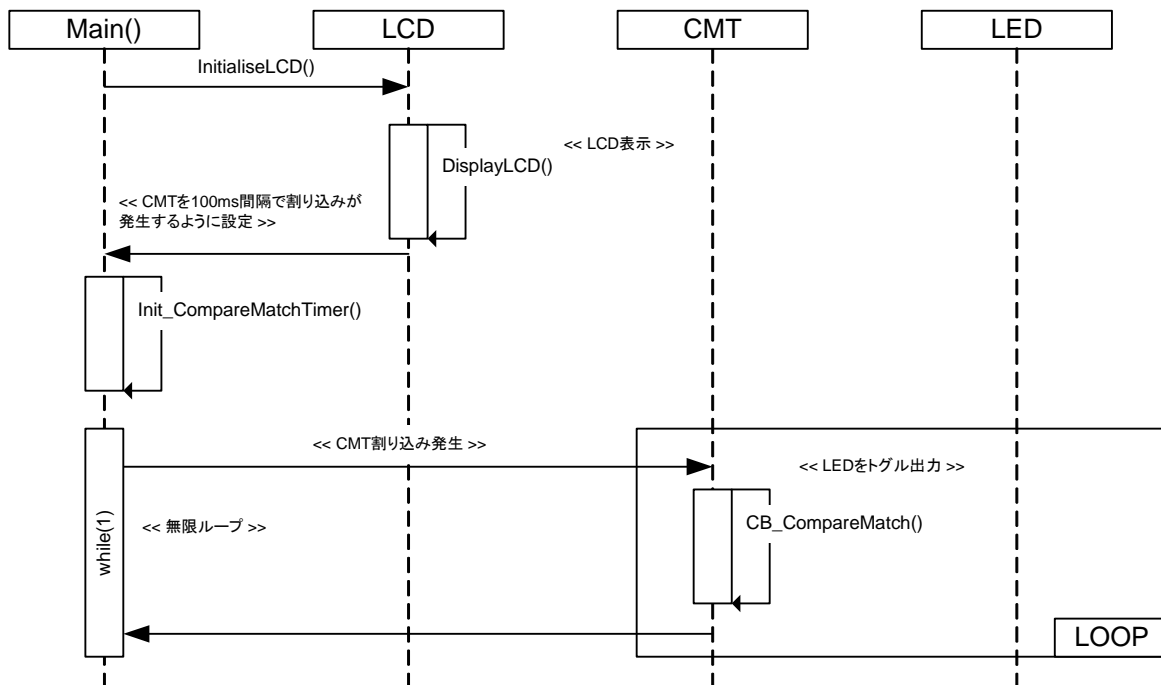 Main()
LCD
CMT
LED
InitialiseLCD()
<< LCD表示 >>
DisplayLCD()
<< CMTを100ms間隔で割り込みが
発生するように設定 >>
Init_CompareMatchTimer()
<< CMT割り込み発生 >>
<< LEDをトグル出力 >>
while(1)
<< 無限ループ >>
CB_CompareMatch()
LOOP